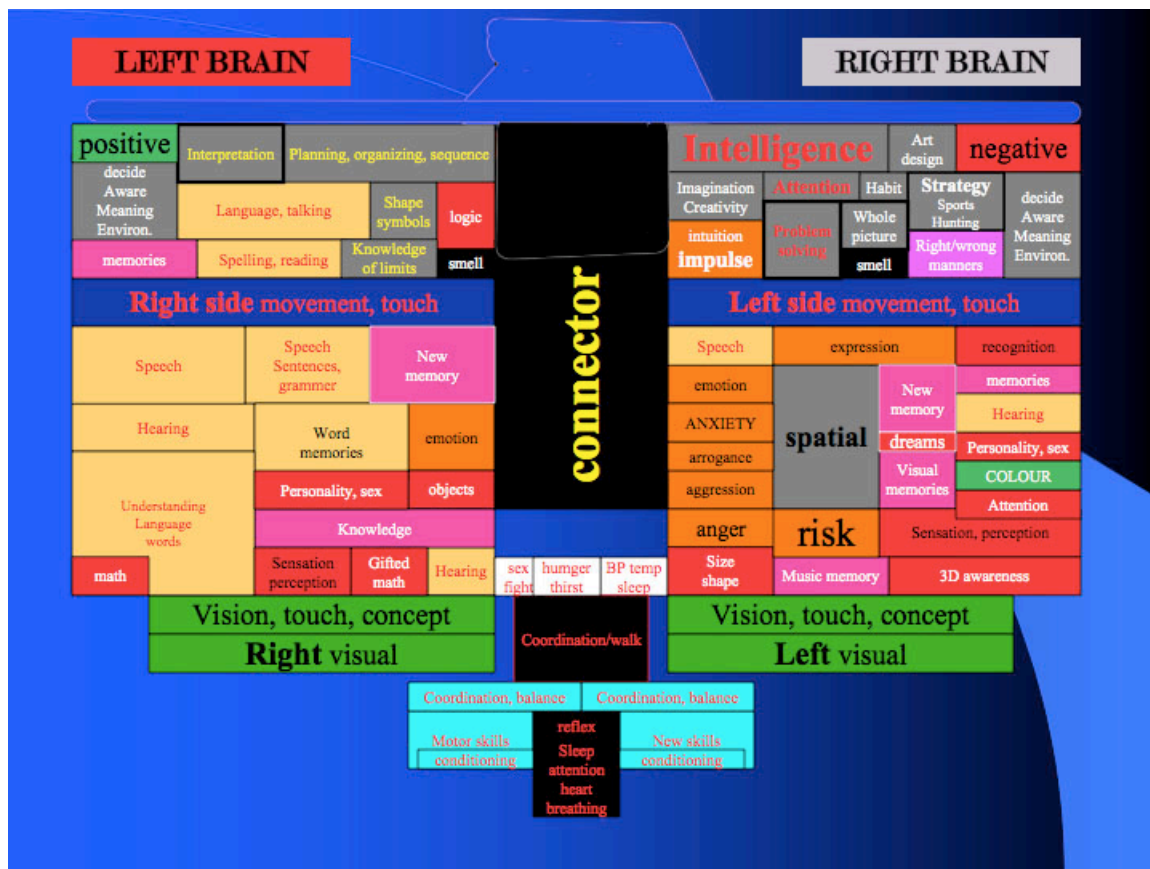 LEFT BRAIN
RIGHT BRAIN
positive
Interpretation
Planning, organizing, sequence
decide
Aware
Meaning
Environ.
Language, talking
Shape
symbols
logic
memories
Spelling, reading
Knowledge
of limits
smell
Right side movement, touch
Speech
Speech
Sentences,
grammer
New
memory
Hearing
Word
memories
emotion
Understanding
Language
words
Personality, sex
objects
Knowledge
math
Sensation
perception
Gifted
math
Hearing
Vision, touch, concept
Right visual
connector
sex
fight
humger
thirst
BP temp
sleep
Coordination/walk
Intelligence
Art
design
negative
Imagination
Creativity
Attention
Habit
Strategy
Sports
Hunting
decide
Aware
Meaning
Environ.
Problem
solving
Whole
picture
intuition
impulse
smell
Right/wrong
manners
Left side movement, touch
Speech
expression
recognition
emotion
spatial
New
memory
memories
ANXIETY
Hearing
dreams
arrogance
Personality, sex
Visual
memories
COLOUR
aggression
Attention
anger
risk
Sensation, perception
Size
shape
Music memory
3D awareness
Vision, touch, concept
Left visual
Coordination, balance
Coordination, balance
Motor skills
conditioning
reflex
Sleep
attention
heart
breathing
New skills
conditioning